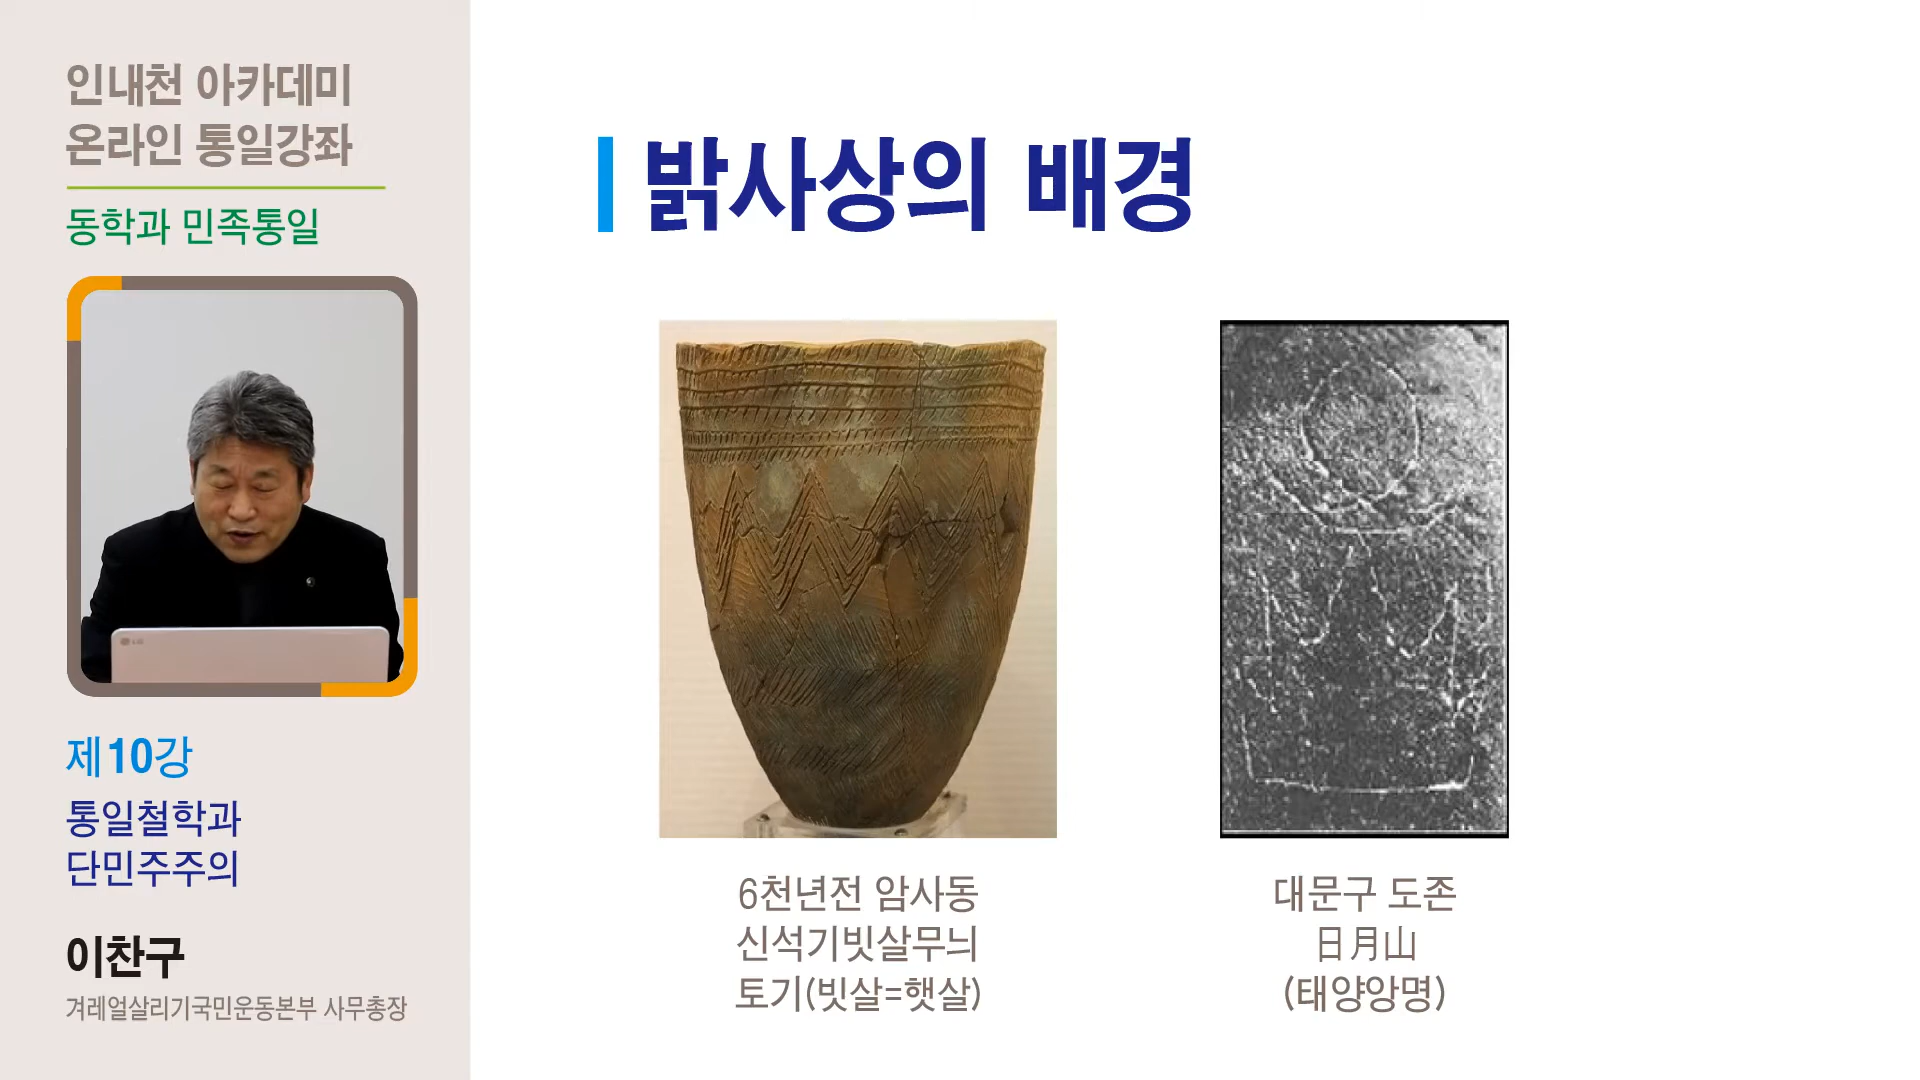 인내천 아카데미
온라인 통일강좌
동학과 민족통일
제10강
통일철학과
단민주주의
이찬구
겨레얼살리기국민운동본부 사무총장
밝사상의 배경
6천년전 암사동
신석기빗살무늬
토기(빗살=햇살)
대문구 도존
日月山
(태양앙명)
LG